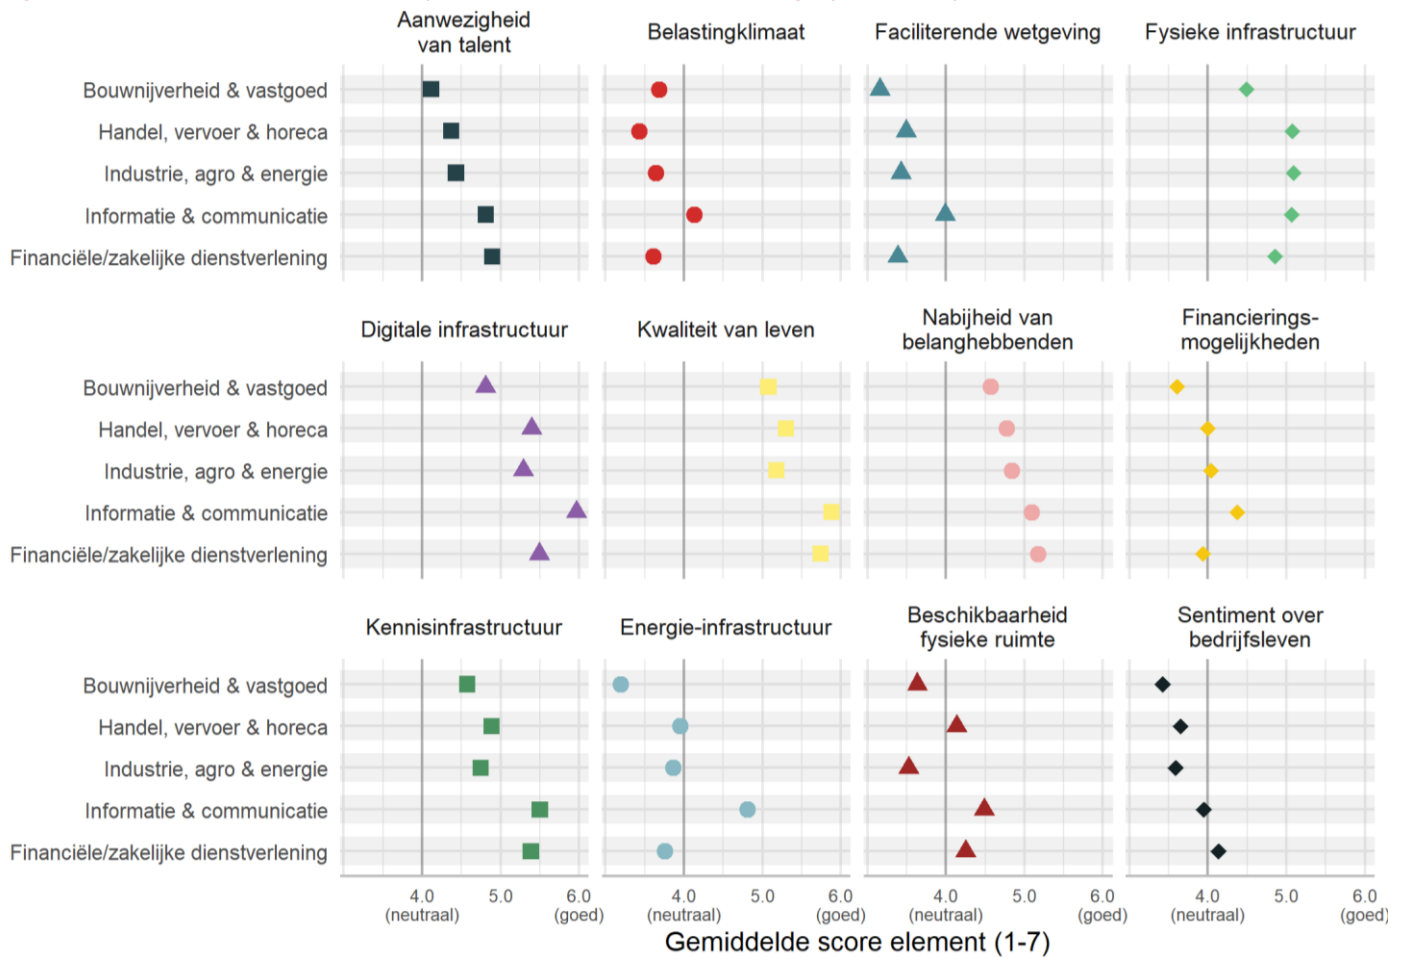 Aanwezigheid
van talent
Belastingklimaat
Faciliterende wetgeving
Fysieke infrastructuur
Bouwnijverheid & vastgoed
Handel, vervoer & horeca
Industrie, agro & energie
Informatie & communicatie
Financiële/zakelijke dienstverlening
Digitale infrastructuur
Kwaliteit van leven
Nabijheid van
belanghebbenden
Financierings-
mogelijkheden
Bouwnijverheid & vastgoed
Handel, vervoer & horeca
Industrie, agro & energie
Informatie & communicatie
Financiële/zakelijke dienstverlening
Kennisinfrastructuur
Energie-infrastructuur
Beschikbaarheid
fysieke ruimte
Sentiment over
bedrijfsleven
Bouwnijverheid & vastgoed
Handel, vervoer & horeca
Industrie, agro & energie
Informatie & communicatie
Financiële/zakelijke dienstverlening
4.0 5.0 6.0 4.0 5.0 6.0 4.0 5.0 6.0 4.0 5.0 6.0
(neutraal) (goed) (neutraal) (goed) (neutraal) (goed) (neutraal) (goed)
Gemiddelde score element (1-7)